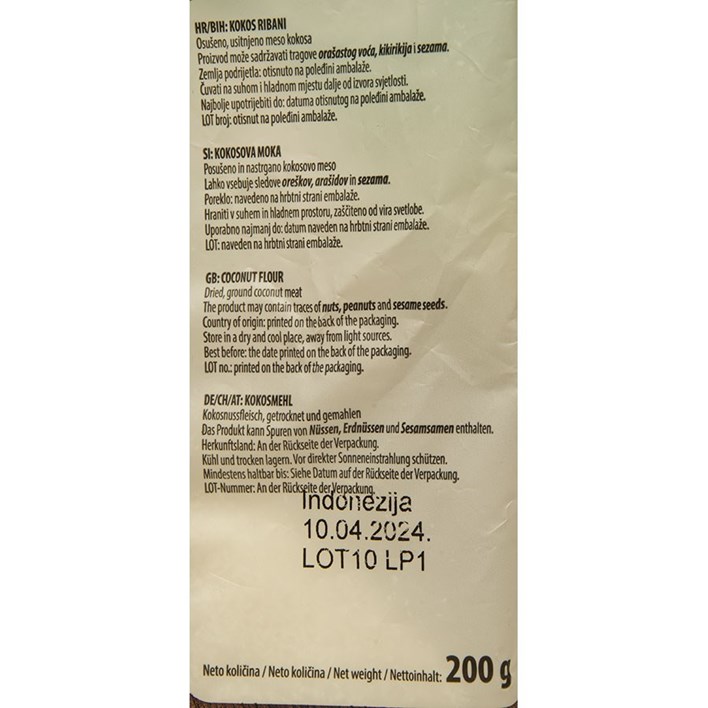 HR/BIH: KOKOS RIBANI
Osušeno, usitnjeno meso kokosa
Proizvod može sadržavati tragove orašastog voća, kikirikija i sezama.
Zemlja podrijetla: otisnuto na poleđini ambalaže.
Čuvati na suhom i hladnom mjestu dalje od izvora svjetlosti.
Najbolje upotrijebiti do: datuma otisnutog na poleđini ambalaže.
LOT broj: otisnut na poleđini ambalaže.
SI: KOKOSOVA MOKA
Posušeno in nastrgano kokosovo meso
Lahko vsebuje sledove oreškov, arašidov in sezama.
Poreklo: navedeno na hrbtni strani embalaže.
Hraniti v suhem in hladnem prostoru, zaščiteno od vira svetlobe.
Uporabno najmanj do: datum naveden na hrbtni strani embalaže.
LOT: naveden na hrbtni strani embalaže.
GB: COCONUT FLOUR
Dried, ground coconut meat
The product may contain traces of nuts, peanuts and sesame seeds.
Country of origin: printed on the back of the packaging.
Store in a dry and cool place, away from light sources.
Best before: the date printed on the back of the packaging.
LOT no.: printed on the back of the packaging.
DE/CH/AT: KOKOSMEHL
Kokosnussfleisch, getrocknet und gemahlen
Das Produkt kann Spuren von Nüssen, Erdnüssen und Sesamsamen enthalten.
Herkunftsland: An der Rückseite der Verpackung.
Kühl und trocken lagern. Vor direkter Sonneneinstrahlung schützen.
Mindestens haltbar bis: Siehe Datum auf der Rückseite der Verpackung.
LOT-Nummer: An der Rückseite der Verpackung.
Indonezija
10.04.2024.
LOT10 LP1
Neto količina / Neto količina / Net weight / Nettoinhalt: 200 g